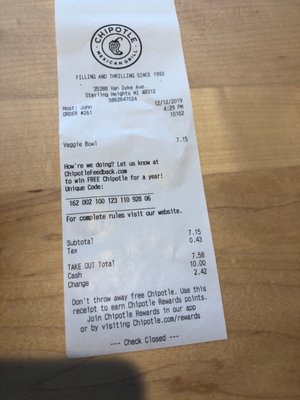 CHIPOTLE
MEXICAN GRILL
FILLING AND THRILLING SINCE 1993
35388 Van Dyke Ave.
Sterling Heights MI 48312
5862647024
Host: John 12/12/2019
ORDER #251 4:29 PM
10162
Veggie Bowl 7.15
How're we doing? Let us know at
ChipotleFeedback.com
to win FREE Chipotle for a year!
Unique Code:
162 002 100 123 110 928 06
For complete rules visit our website.
Subtotal 7.15
Tax 0.43
TAKE OUT Total 7.58
Cash 10.00
Change 2.42
Don't throw away free Chipotle. Use this
receipt to earn Chipotle Rewards points.
Join Chipotle Rewards in our app
or by visiting Chipotle.com/rewards
--- Check Closed ---